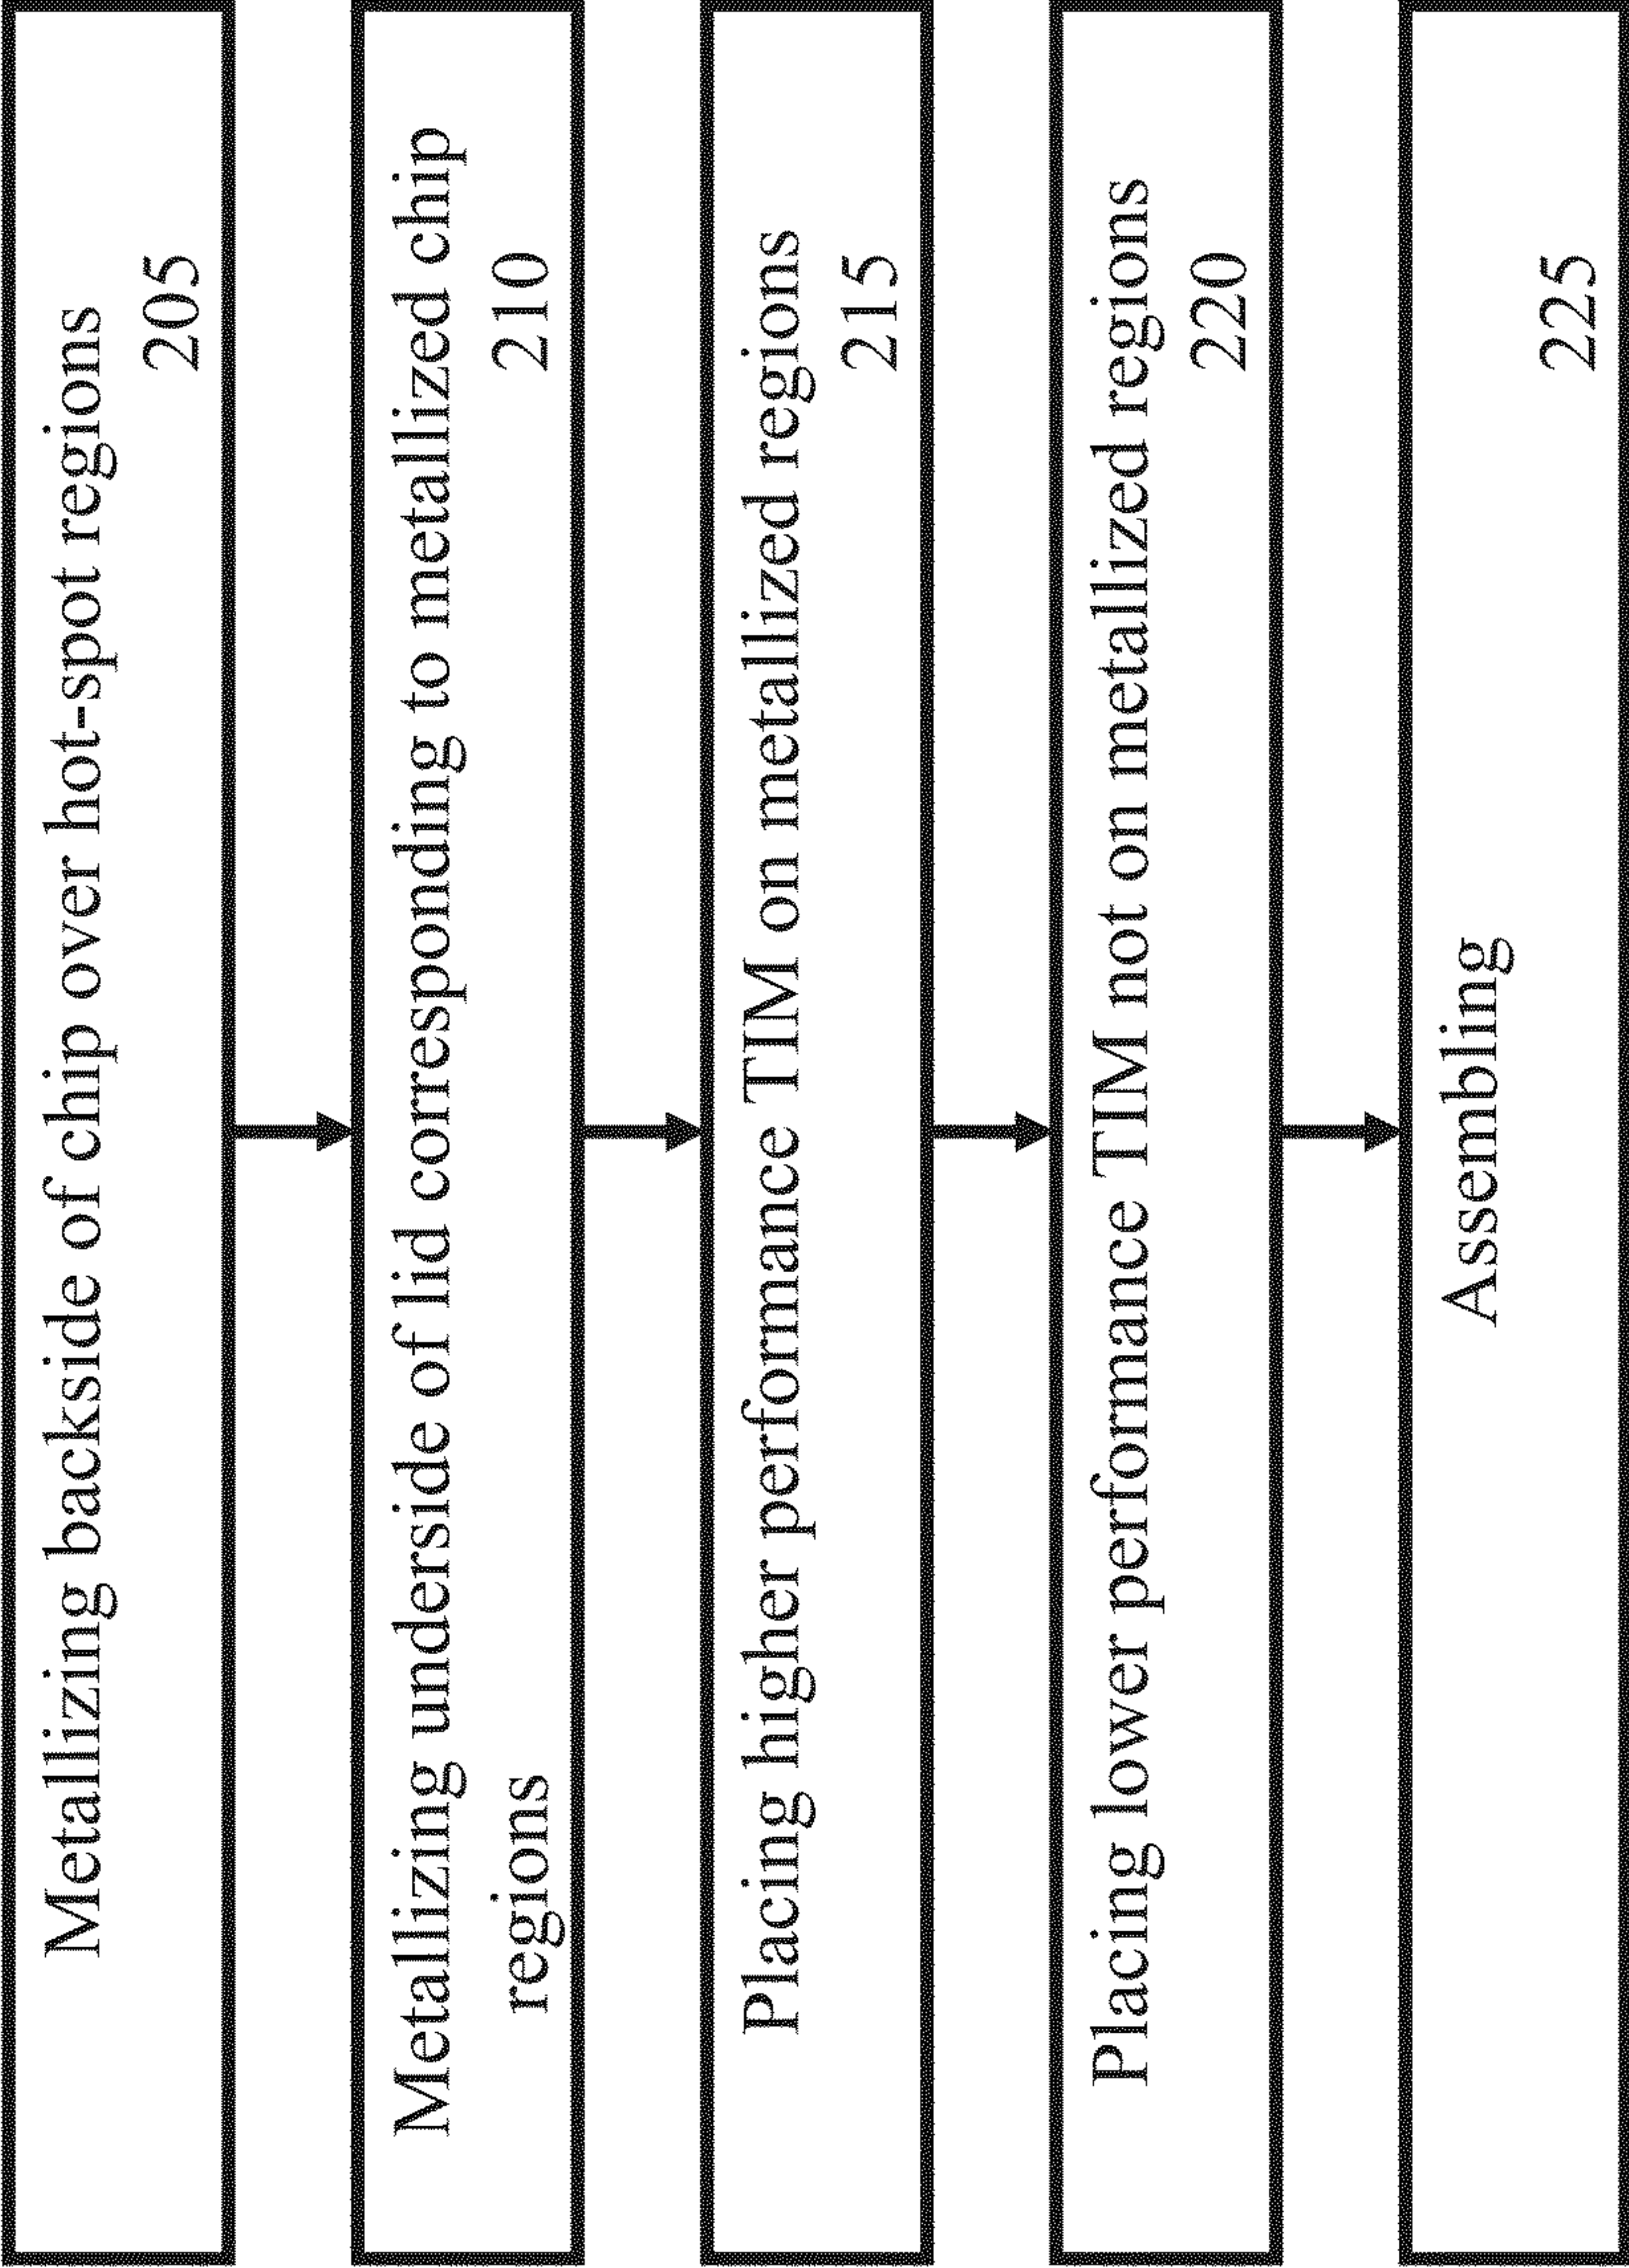 Metallizing backside of chip over hot-spot regions
205
Metallizing underside of lid corresponding to metallized chip
regions 210
Placing higher performance TIM on metallized regions
215
Placing lower performance TIM not on metallized regions
220
Assembling
225